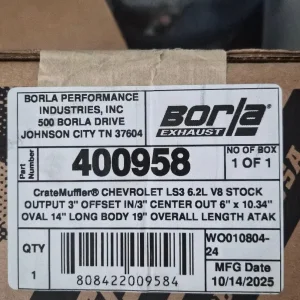 BORLA PERFORMANCE
INDUSTRIES, INC
500 BORLA DRIVE
JOHNSON CITY TN 37604
BORLA
EXHAUST
Part
Number
400958
NO OF BOX
1 OF 1
CrateMuffler® CHEVROLET LS3 6.2L V8 STOCK
OUTPUT 3" OFFSET IN/3" CENTER OUT 6" x 10.34"
OVAL 14" LONG BODY 19" OVERALL LENGTH ATAK
QTY
1
808422009584
WO010804-
24
MFG Date
10/14/2025